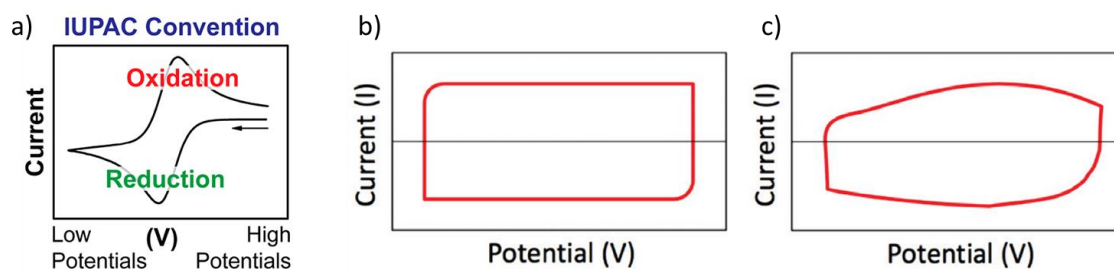 a)
IUPAC Convention
Oxidation
Reduction
Current
Low Potentials
(V)
High Potentials
b)
Current (I)
Potential (V)
c)
Current (I)
Potential (V)